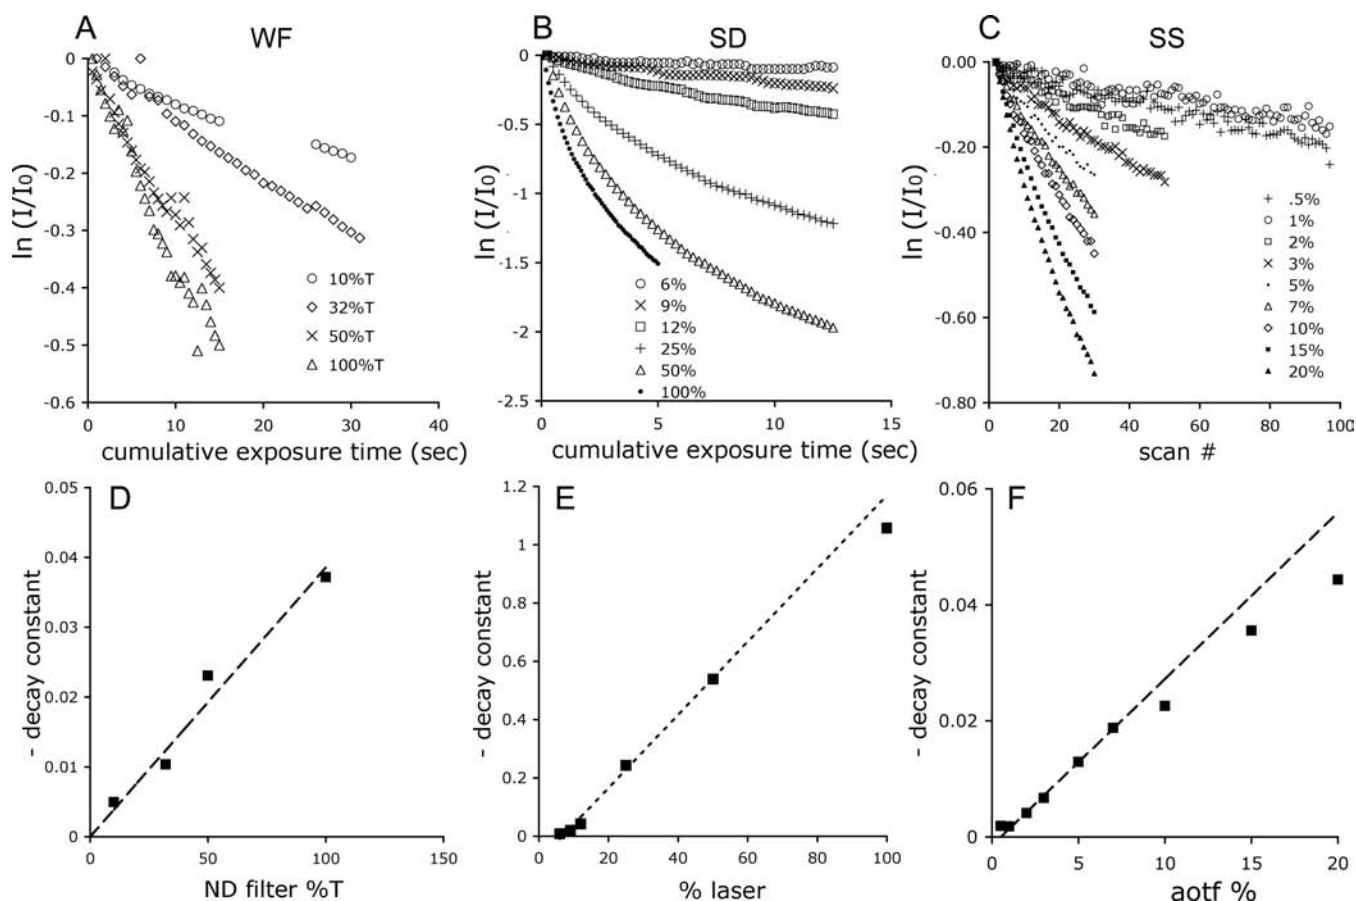 A WF
0
-0.1
-0.2
-0.3
-0.4
-0.5
-0.6
ln (I/I0)
10%T
32%T
50%T
100%T
0 10 20 30 40
cumulative exposure time (sec)
B SD
0
-0.5
-1
-1.5
-2
-2.5
ln (I/I0)
6%
9%
12%
25%
50%
100%
0 5 10 15
cumulative exposure time (sec)
C SS
0.00
-0.20
-0.40
-0.60
-0.80
ln (I/I0)
.5%
1%
2%
3%
5%
7%
10%
15%
20%
0 20 40 60 80 100
scan #
D
0.05
0.04
0.03
0.02
0.01
0
- decay constant
0 50 100 150
ND filter %T
E
1.2
1
0.8
0.6
0.4
0.2
0
- decay constant
0 20 40 60 80 100
% laser
F
0.06
0.04
0.02
0
- decay constant
0 5 10 15 20
aotf %